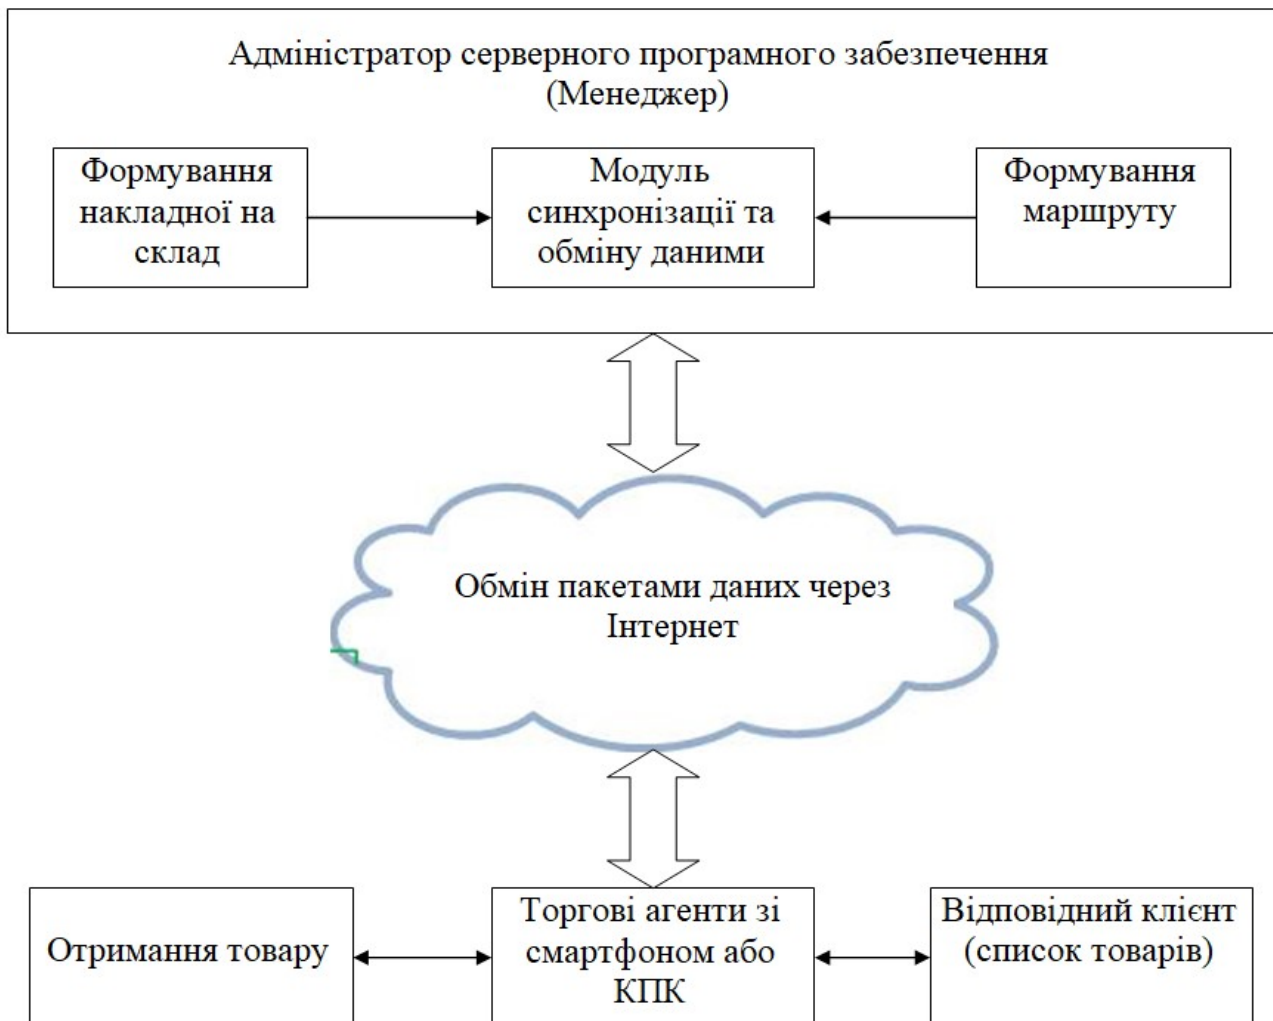 Адміністратор серверного програмного забезпечення
(Менеджер)
Формування
накладної на
склад
Модуль
синхронізації та
обміну даними
Формування
маршруту
Обмін пакетами даних через
Інтернет
Отримання товару
Торгові агенти зі
смартфоном або
КПК
Відповідний клієнт
(список товарів)